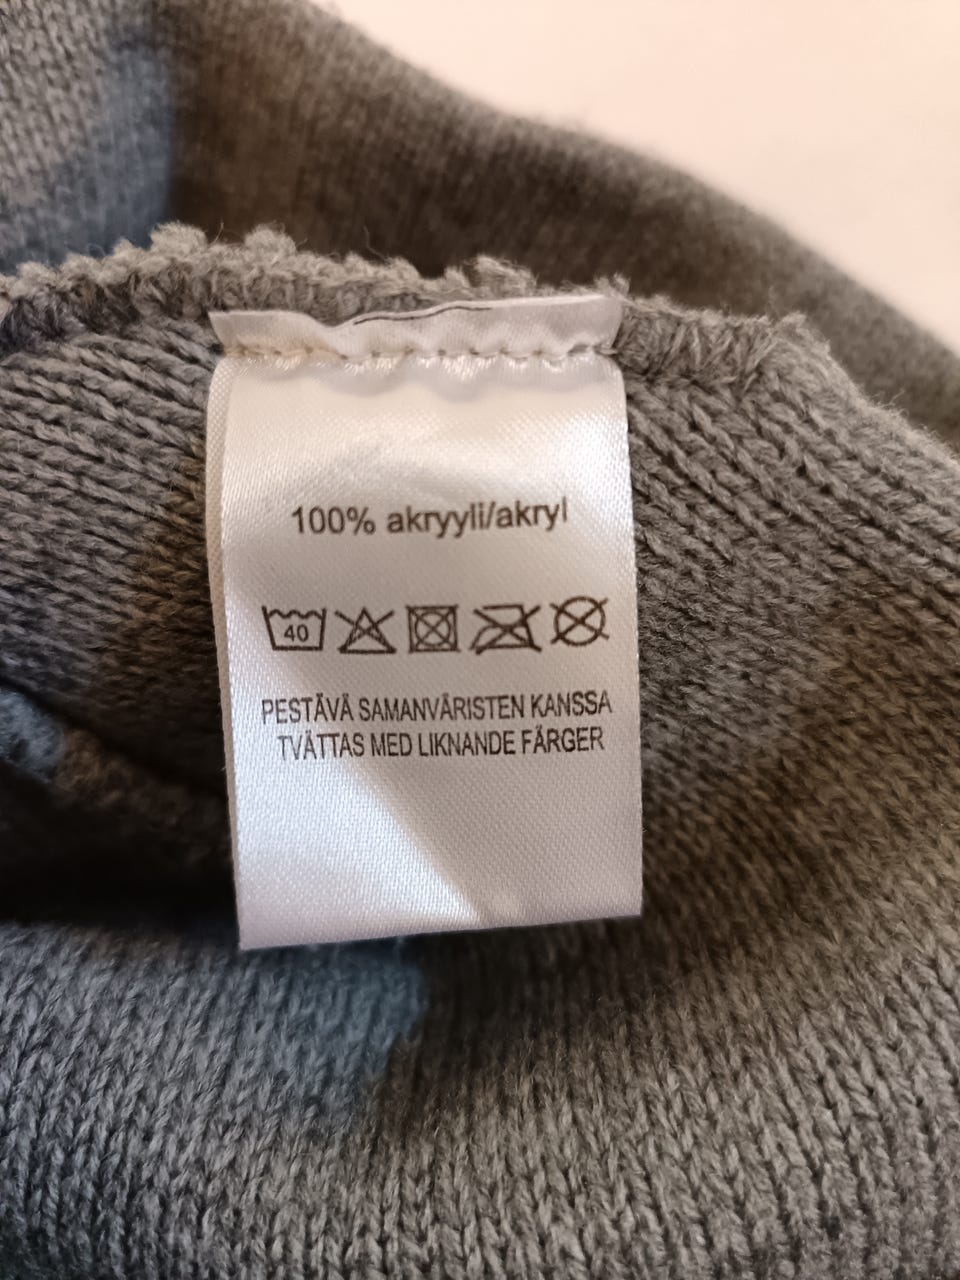 100% akryyli/akryl
40
PESTÄVÄ SAMANVÄRISTEN KANSSA
TVÄTTAS MED LIKNANDE FÄRGER